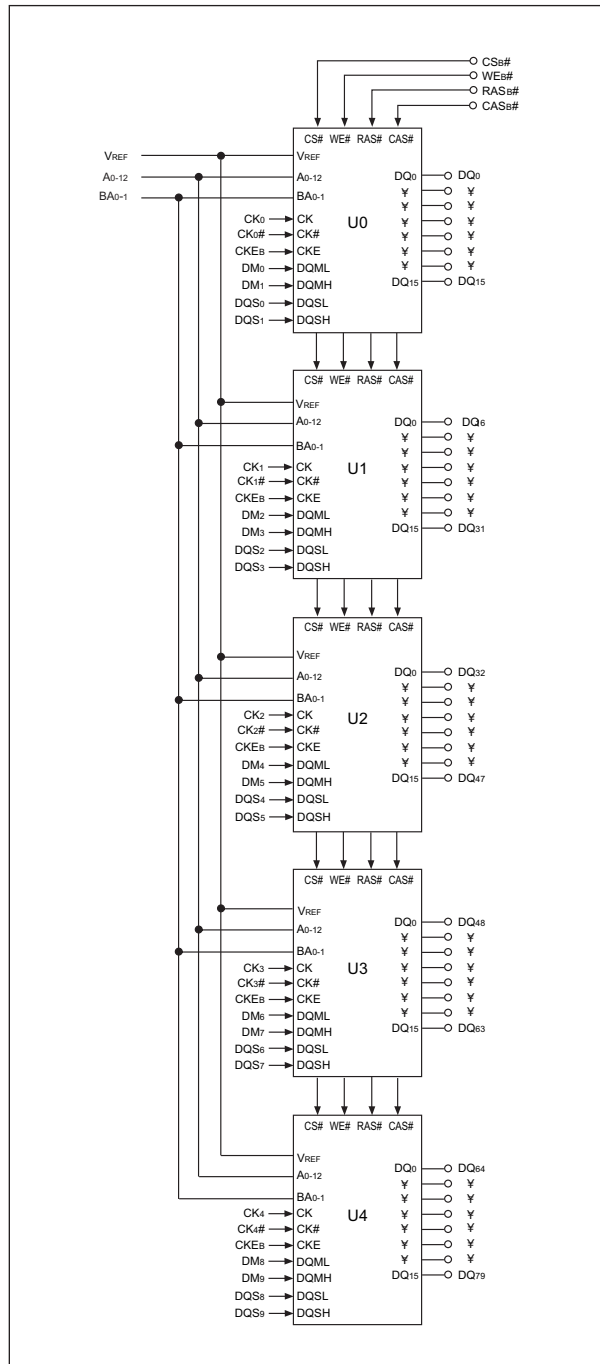 CSB#
WEB#
RASB#
CASB#
CS# WE# RAS# CAS#
VREF VREF
A0-12 A0-12 DQ0 DQ0
BA0-1 BA0-1 ¥ ¥
¥ ¥
CK0 CK U0 ¥ ¥
CK0# CK# ¥ ¥
CKEB CKE ¥ ¥
DM0 DQML ¥ ¥
DM1 DQMH DQ15 DQ15
DQS0 DQSL
DQS1 DQSH
CS# WE# RAS# CAS#
VREF
A0-12 DQ0 DQ16
BA0-1 ¥ ¥
¥ ¥
CK1 CK U1 ¥ ¥
CK1# CK# ¥ ¥
CKEB CKE ¥ ¥
DM2 DQML ¥ ¥
DM3 DQMH DQ15 DQ31
DQS2 DQSL
DQS3 DQSH
CS# WE# RAS# CAS#
VREF
A0-12 DQ0 DQ32
BA0-1 ¥ ¥
¥ ¥
CK2 CK U2 ¥ ¥
CK2# CK# ¥ ¥
CKEB CKE ¥ ¥
DM4 DQML ¥ ¥
DM5 DQMH DQ15 DQ47
DQS4 DQSL
DQS5 DQSH
CS# WE# RAS# CAS#
VREF
A0-12 DQ0 DQ48
BA0-1 ¥ ¥
¥ ¥
CK3 CK U3 ¥ ¥
CK3# CK# ¥ ¥
CKEB CKE ¥ ¥
DM6 DQML ¥ ¥
DM7 DQMH DQ15 DQ63
DQS6 DQSL
DQS7 DQSH
CS# WE# RAS# CAS#
VREF
A0-12 DQ0 DQ64
BA0-1 ¥ ¥
¥ ¥
CK4 CK U4 ¥ ¥
CK4# CK# ¥ ¥
CKEB CKE ¥ ¥
DM8 DQML ¥ ¥
DM9 DQMH DQ15 DQ79
DQS8 DQSL
DQS9 DQSH